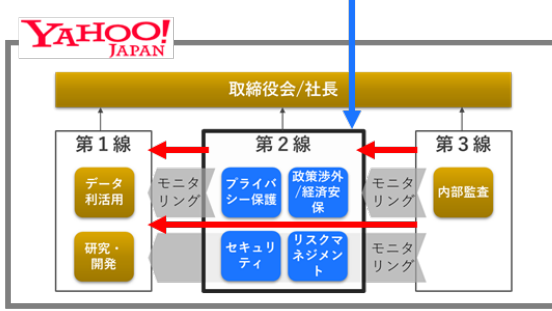 YAHOO!
JAPAN
取締役会/社長
第1線
第2線
第3線
データ
利活用
モニタ
リング
プライバ
シー保護
政策渉外
/経済安
保
モニタ
リング
内部監査
研究・
開発
セキュリ
ティ
リスクマ
ネジメン
ト
モニタ
リング